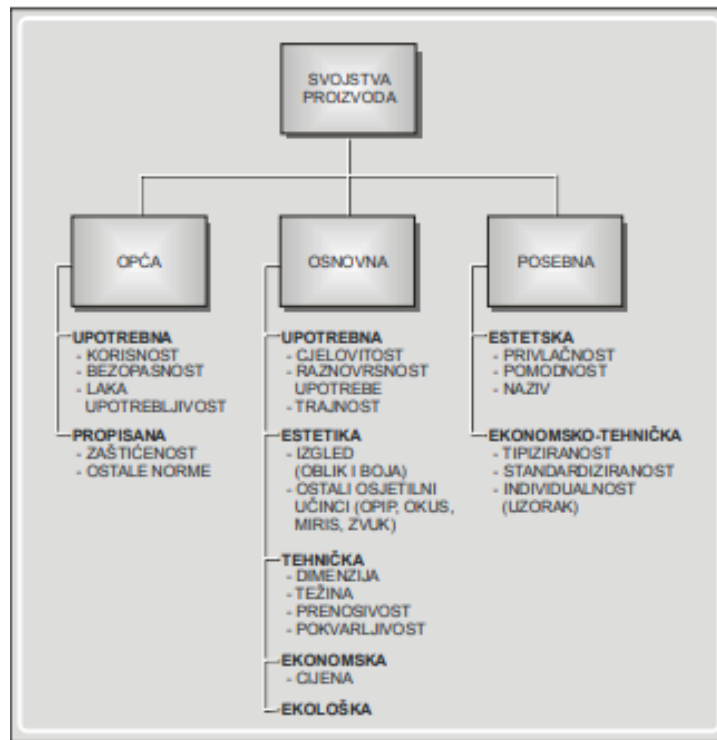 SVOJSTVA
PROIZVODA
OPĆA
UPOTREBNA
- KORISNOST
- BEZOPASNOST
- LAKA
UPOTREBLJIVOST
PROPISANA
- ZAŠTIĆENOST
- OSTALE NORME
OSNOVNA
UPOTREBNA
- CJELOVITOST
- RAZNOVRSNOST
UPOTREBE
- TRAJNOST
ESTETIKA
- IZGLED
(OBLIK I BOJA)
- OSTALI OSJETILNI
UČINCI (OPIP, OKUS,
MIRIS, ZVUK)
TEHNIČKA
- DIMENZIJA
- TEŽINA
- PRENOSIVOST
- POKVARLJIVOST
EKONOMSKA
- CIJENA
EKOLOŠKA
POSEBNA
ESTETSKA
- PRIVLAČNOST
- POMODNOST
- NAZIV
EKONOMSKO-TEHNIČKA
- TIPIZIRANOST
- STANDARDIZIRANOST
- INDIVIDUALNOST
(UZORAK)